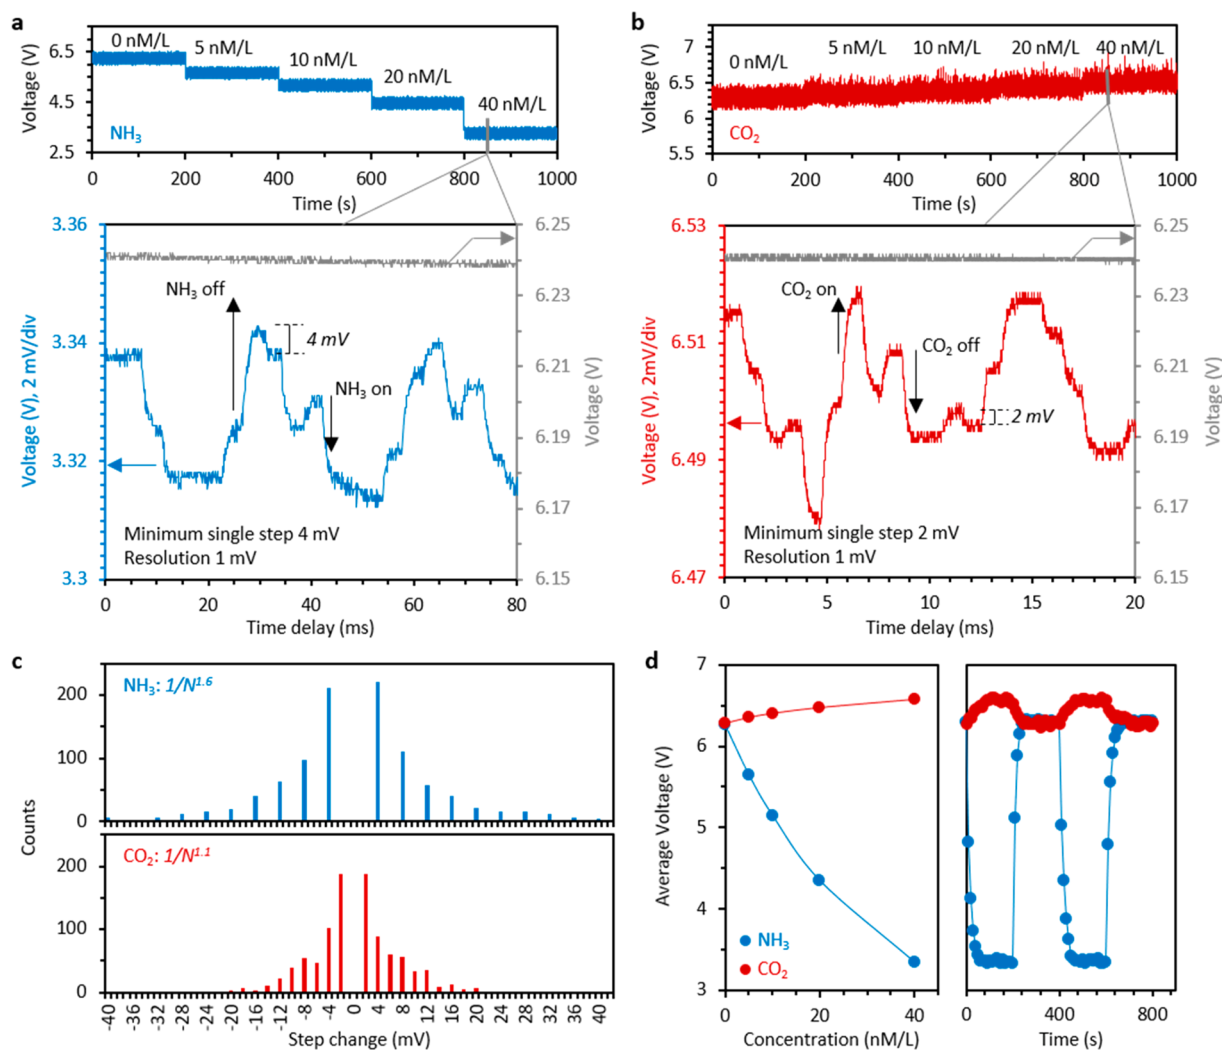 a
Voltage (V)
6.5
4.5
2.5
0 nM/L
5 nM/L
10 nM/L
20 nM/L
40 nM/L
NH3
0 200 400 600 800 1000
Time (s)
Voltage (V), 2 mV/div
3.36
3.34
3.32
3.3
6.25
6.23
6.21
6.19
6.17
6.15
Voltage (V)
NH3 off
4 mV
NH3 on
Minimum single step 4 mV
Resolution 1 mV
0 20 40 60 80
Time delay (ms)
b
Voltage (V)
7
6.5
6
5.5
0 nM/L
5 nM/L
10 nM/L
20 nM/L
40 nM/L
CO2
0 200 400 600 800 1000
Time (s)
Voltage (V), 2mV/div
6.53
6.51
6.49
6.47
6.25
6.23
6.21
6.19
6.17
6.15
Voltage (V)
CO2 on
CO2 off
2 mV
Minimum single step 2 mV
Resolution 1 mV
0 5 10 15 20
Time delay (ms)
c
Counts
200
100
0
NH3: 1/N^1.6
200
100
0
CO2: 1/N^1.1
-40 -36 -32 -28 -24 -20 -16 -12 -8 -4 0 4 8 12 16 20 24 28 32 36 40
Step change (mV)
d
Average Voltage (V)
7
6
5
4
3
NH3
CO2
0 20 40
Concentration (nM/L)
0 400 800
Time (s)